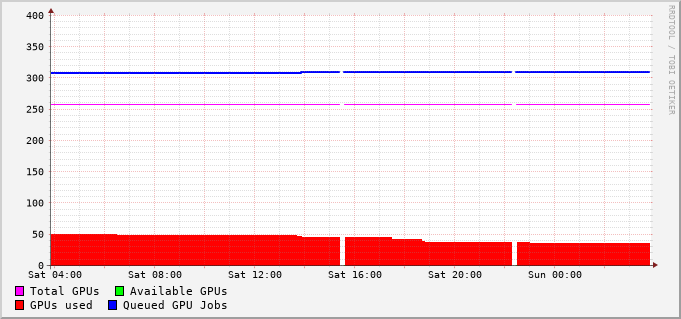 400
350
300
250
200
150
100
50
0
Sat 04:00 Sat 08:00 Sat 12:00 Sat 16:00 Sat 20:00 Sun 00:00
Total GPUs Available GPUs
GPUs used Queued GPU Jobs
RRDTOOL / TOBI OETIKER